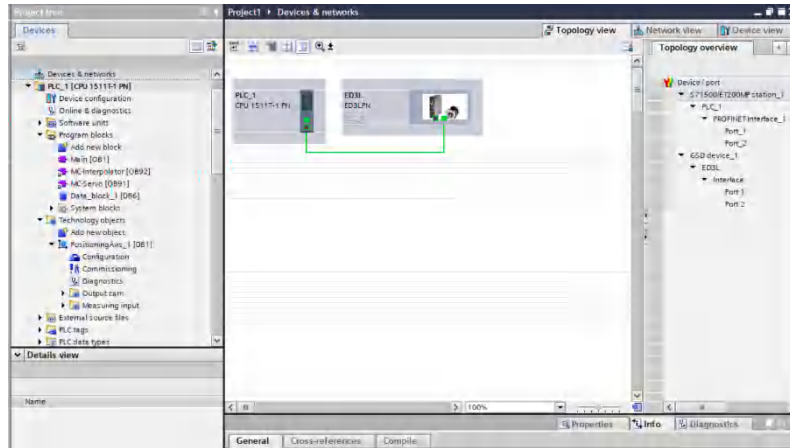 Project tree
Project1 ▸ Devices & networks
Devices
Topology view
Network view
Device view
Topology overview
Devices & networks
PLC_1 [CPU 1511T-1 PN]
Device configuration
Online & diagnostics
Software units
Program blocks
Add new block
Main [OB1]
MC-Interpolator [OB92]
MC-Servo [OB91]
Data_block_1 [DB6]
System blocks
Technology objects
Add new object
PositioningAxis_1 [DB1]
Configuration
Commissioning
Diagnostics
Output cam
Measuring input
External source files
PLC tags
PLC data types
Details view
Name
PLC_1
CPU 1511T-1 PN
ED3L
ED3L PN
100%
Device / port
S71500/ET200MP station_1
PLC_1
PROFINET interface_1
Port_1
Port_2
GSD device_1
ED3L
Interface
Port 1
Port 2
Properties
Info
Diagnostics
General
Cross-references
Compile